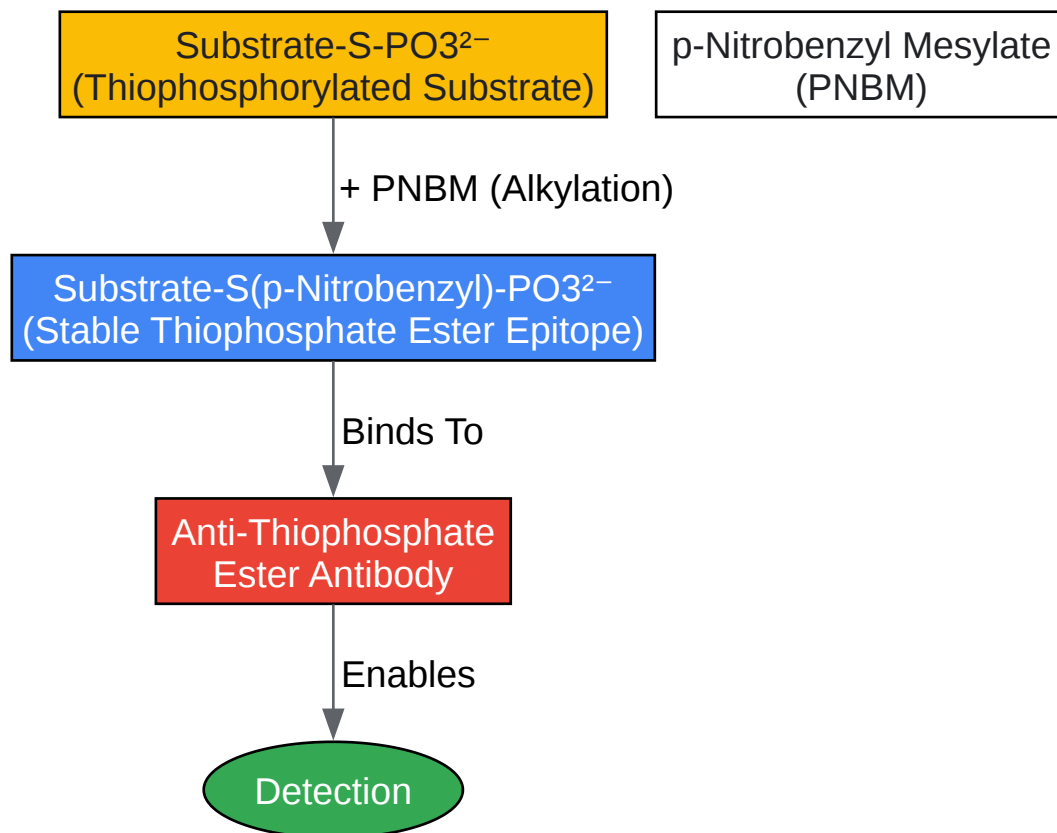 Substrate-S-PO3²⁻
(Thiophosphorylated Substrate)
p-Nitrobenzyl Mesylate
(PNBM)
+ PNBM (Alkylation)
Substrate-S(p-Nitrobenzyl)-PO3²⁻
(Stable Thiophosphate Ester Epitope)
Binds To
Anti-Thiophosphate
Ester Antibody
Enables
Detection